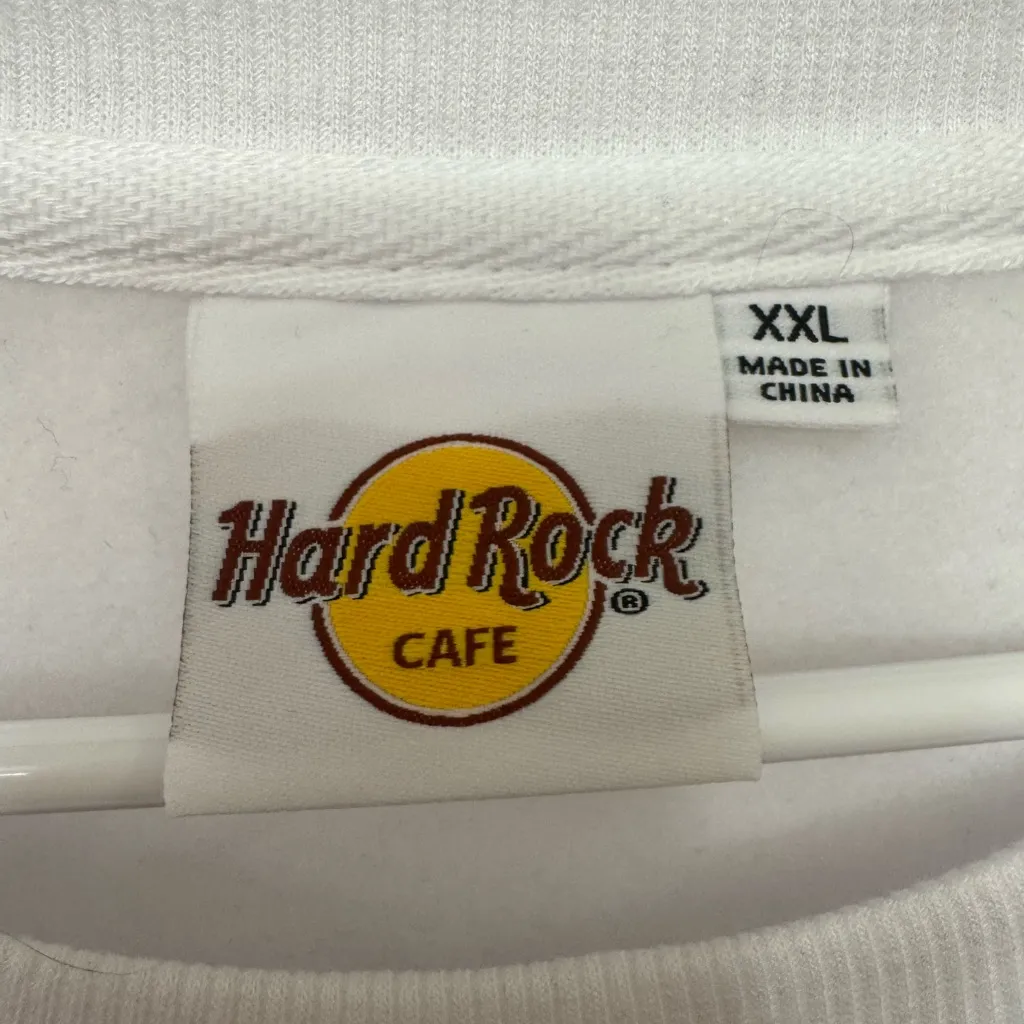 XXL
MADE IN
CHINA
Hard Rock
®
CAFE